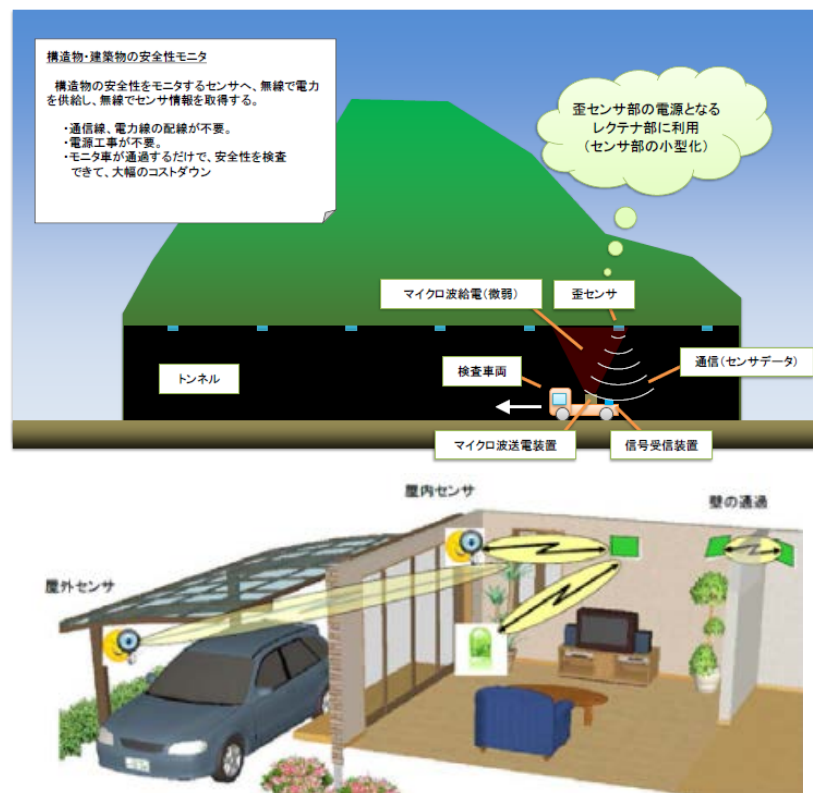 構造物・建築物の安全性モニタ
構造物の安全性をモニタするセンサへ、無線で電力
を供給し、無線でセンサ情報を取得する。
・通信線、電力線の配線が不要。
・電源工事が不要。
・モニタ車が通過するだけで、安全性を検査
できて、大幅のコストダウン
歪センサ部の電源となる
レクテナ部に利用
(センサ部の小型化)
マイクロ波給電(微弱)
歪センサ
トンネル
検査車両
通信(センサデータ)
マイクロ波送電装置
信号受信装置
屋内センサ
壁の通過
屋外センサ